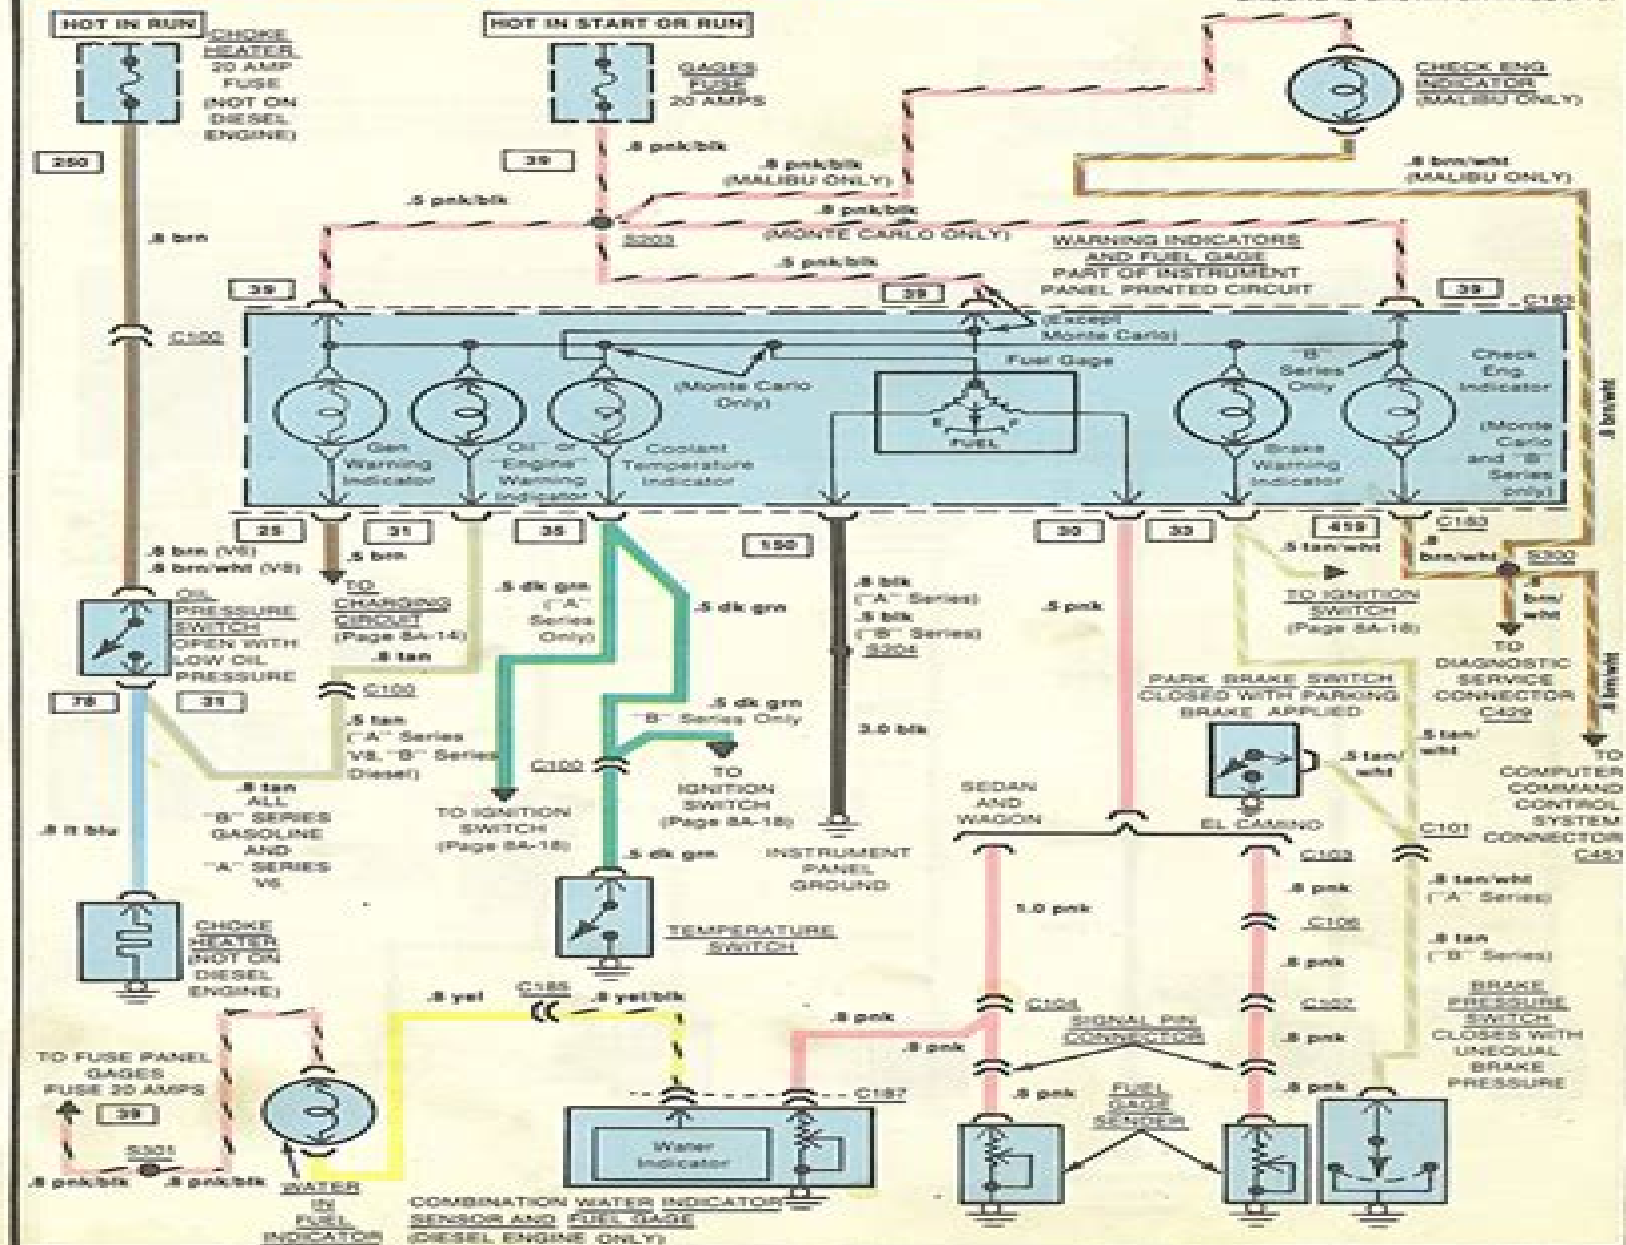 HOT IN RUN
CHOKE
HEATER
20 AMP
FUSE
(NOT ON
DIESEL
ENGINE)
HOT IN START OR RUN
GAGES
FUSE
20 AMPS
CHECK ENG
INDICATOR
(MALIBU ONLY)
250
39
.8 pnk/blk
.8 pnk/blk
(MALIBU ONLY)
.8 brn/wht
(MALIBU ONLY)
.5 pnk/blk
.8 pnk/blk
(MONTE CARLO ONLY)
.8 brn
S203
.5 pnk/blk
WARNING INDICATORS
AND FUEL GAGE
PART OF INSTRUMENT
PANEL PRINTED CIRCUIT
39
39
39
C100
(Except
Monte Carlo)
Fuel Gage
(Monte Carlo
Only)
"B"
Series
Only
Check
Eng.
Indicator
(Monte
Carlo
and "B"
Series
only)
E
F
FUEL
Gen
Warning
Indicator
"Oil" or
"Engine"
Warning
Indicator
Coolant
Temperature
Indicator
Brake
Warning
Indicator
.8 brn/wht
25
31
35
150
30
33
419
.8 brn (V6)
.8 brn/wht (V8)
.5 brn
.5 dk grn
("A"
Series
Only)
.5 dk grn
.8 blk
("A" Series)
.5 blk
("B" Series)
S204
.5 pnk
.5 tan/wht
.8
brn/wht
S300
TO IGNITION
SWITCH
(Page 8A-18)
.8
brn/
wht
TO
DIAGNOSTIC
SERVICE
CONNECTOR
C429
.8 brn/wht
OIL
PRESSURE
SWITCH
OPEN WITH
LOW OIL
PRESSURE
TO
CHARGING
CIRCUIT
(Page 8A-14)
.8 tan
C100
31
.5 tan
("A" Series
V8, "B" Series
Diesel)
.5 dk grn
"B" Series Only
3.0 blk
PARK BRAKE SWITCH
CLOSED WITH PARKING
BRAKE APPLIED
.5 tan/
wht
.5 tan/
wht
EL CAMINO
TO
COMPUTER
COMMAND
CONTROL
SYSTEM
CONNECTOR
C451
C100
TO IGNITION
SWITCH
(Page 8A-18)
TO
IGNITION
SWITCH
(Page 8A-18)
SEDAN
AND
WAGON
.8 lt blu
.8 tan
ALL
"B" SERIES
GASOLINE
AND
"A" SERIES
V6
.5 dk grn
INSTRUMENT
PANEL
GROUND
C101
C103
.8 pnk
1.0 pnk
C106
.8 tan/wht
("A" Series)
.8 tan
("B" Series)
CHOKE
HEATER
(NOT ON
DIESEL
ENGINE)
TEMPERATURE
SWITCH
.8 pnk
.8 yel
C185
.8 yel/blk
.8 pnk
C104
C107
SIGNAL PIN
CONNECTOR
.8 pnk
.8 pnk
BRAKE
PRESSURE
SWITCH
CLOSES WITH
UNEQUAL
BRAKE
PRESSURE
TO FUSE PANEL
GAGES
FUSE 20 AMPS
39
C187
.8 pnk
.8 pnk
FUEL
GAGE
SENDER
Water
Indicator
S301
.8 pnk/blk
.8 pnk/blk
WATER
IN
FUEL
INDICATOR
COMBINATION WATER INDICATOR
SENSOR AND FUEL GAGE
(DIESEL ENGINE ONLY)